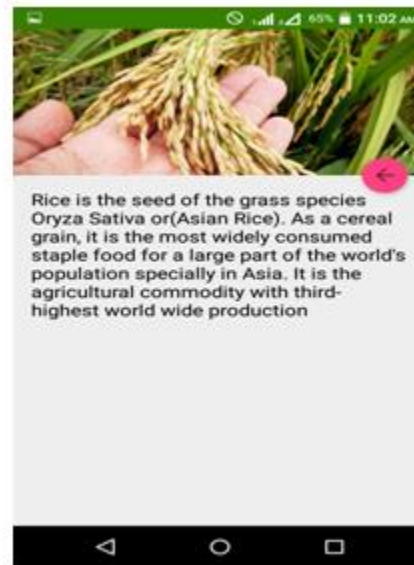 65% 11:02 AM
Rice is the seed of the grass species
Oryza Sativa or(Asian Rice). As a cereal
grain, it is the most widely consumed
staple food for a large part of the world's
population specially in Asia. It is the
agricultural commodity with third-
highest world wide production